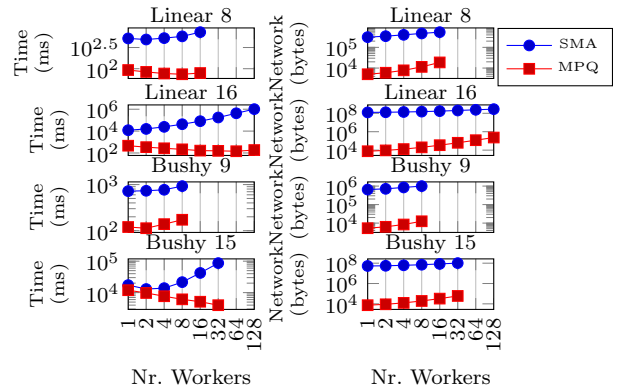 Linear 8
Time
(ms)
10^2.5
10^2
Linear 8
Network
(bytes)
10^5
10^4
SMA
MPQ
Linear 16
Time
(ms)
10^6
10^4
10^2
Linear 16
Network
(bytes)
10^8
10^6
10^4
Bushy 9
Time
(ms)
10^3
10^2
Bushy 9
Network
(bytes)
10^6
10^5
10^4
Bushy 15
Time
(ms)
10^5
10^4
1
2
4
8
16
32
64
128
Nr. Workers
Bushy 15
Network
(bytes)
10^8
10^6
10^4
1
2
4
8
16
32
64
128
Nr. Workers